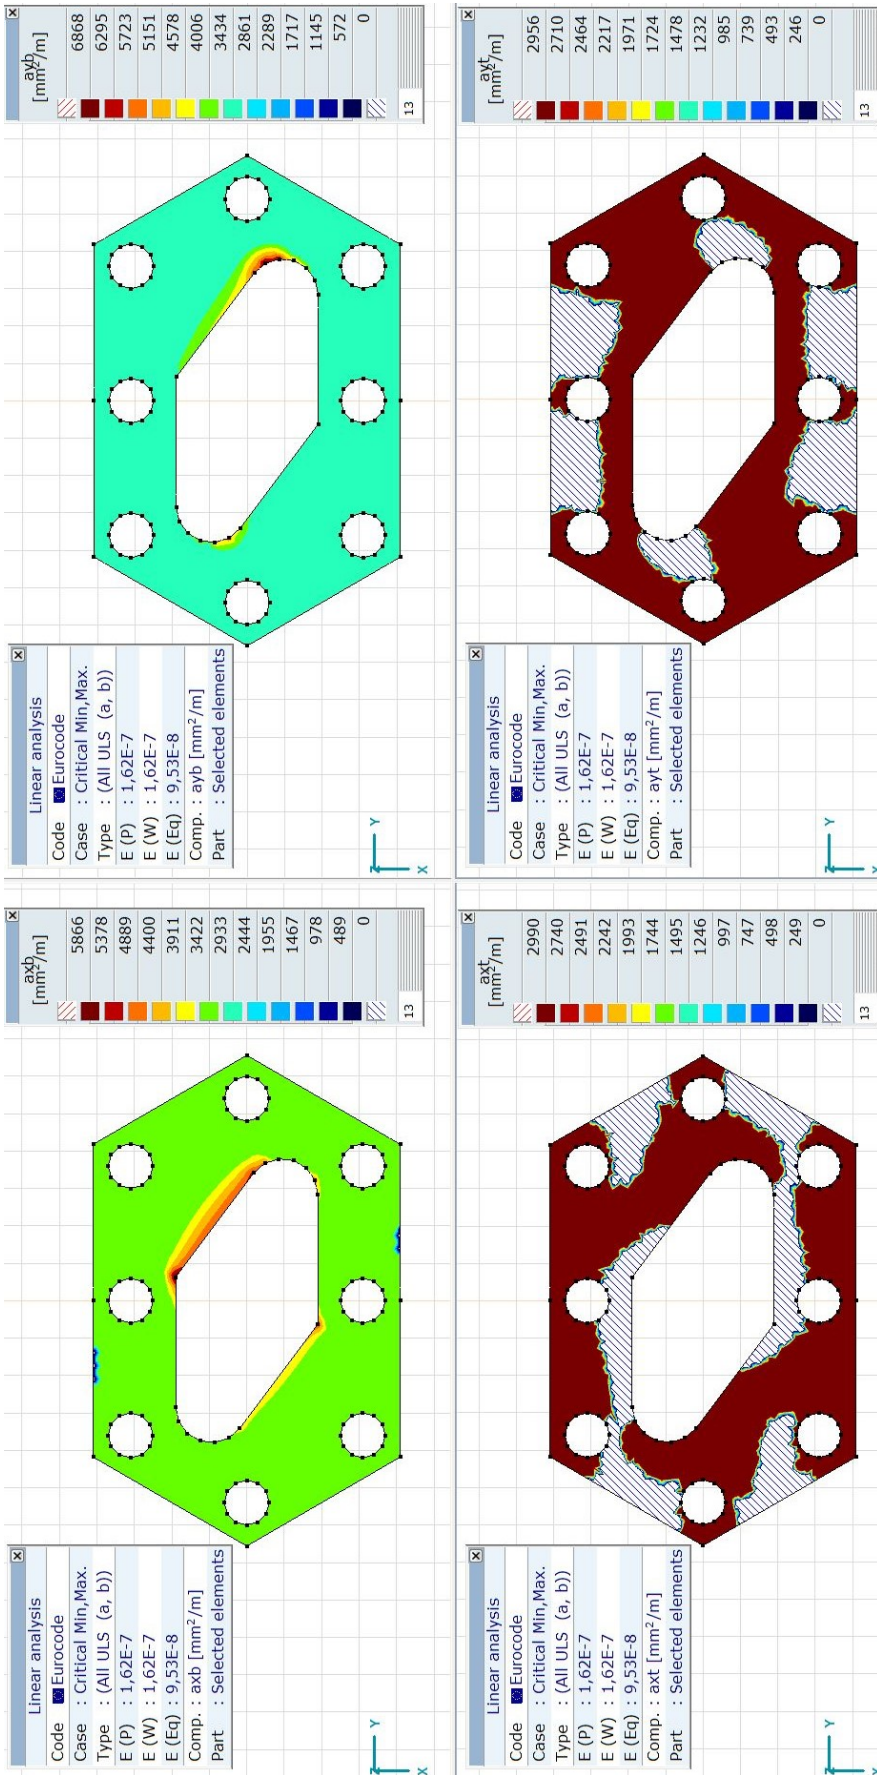 Linear analysis
Code : Eurocode
Case : Critical Min,Max.
Type : (All ULS (a, b))
E (P) : 1,62E-7
E (W) : 1,62E-7
E (Eq) : 9,53E-8
Comp. : axb [mm²/m]
Part : Selected elements
axb
[mm²/m]
5866
5378
4889
4400
3911
3422
2933
2444
1955
1467
978
489
0
13
Y
X
Linear analysis
Code : Eurocode
Case : Critical Min,Max.
Type : (All ULS (a, b))
E (P) : 1,62E-7
E (W) : 1,62E-7
E (Eq) : 9,53E-8
Comp. : ayb [mm²/m]
Part : Selected elements
ayb
[mm²/m]
6868
6295
5723
5151
4578
4006
3434
2861
2289
1717
1145
572
0
13
Y
X
Linear analysis
Code : Eurocode
Case : Critical Min,Max.
Type : (All ULS (a, b))
E (P) : 1,62E-7
E (W) : 1,62E-7
E (Eq) : 9,53E-8
Comp. : axt [mm²/m]
Part : Selected elements
axt
[mm²/m]
2990
2740
2491
2242
1993
1744
1495
1246
997
747
498
249
0
13
Y
X
Linear analysis
Code : Eurocode
Case : Critical Min,Max.
Type : (All ULS (a, b))
E (P) : 1,62E-7
E (W) : 1,62E-7
E (Eq) : 9,53E-8
Comp. : ayt [mm²/m]
Part : Selected elements
ayt
[mm²/m]
2956
2710
2464
2217
1971
1724
1478
1232
985
739
493
246
0
13
Y
X